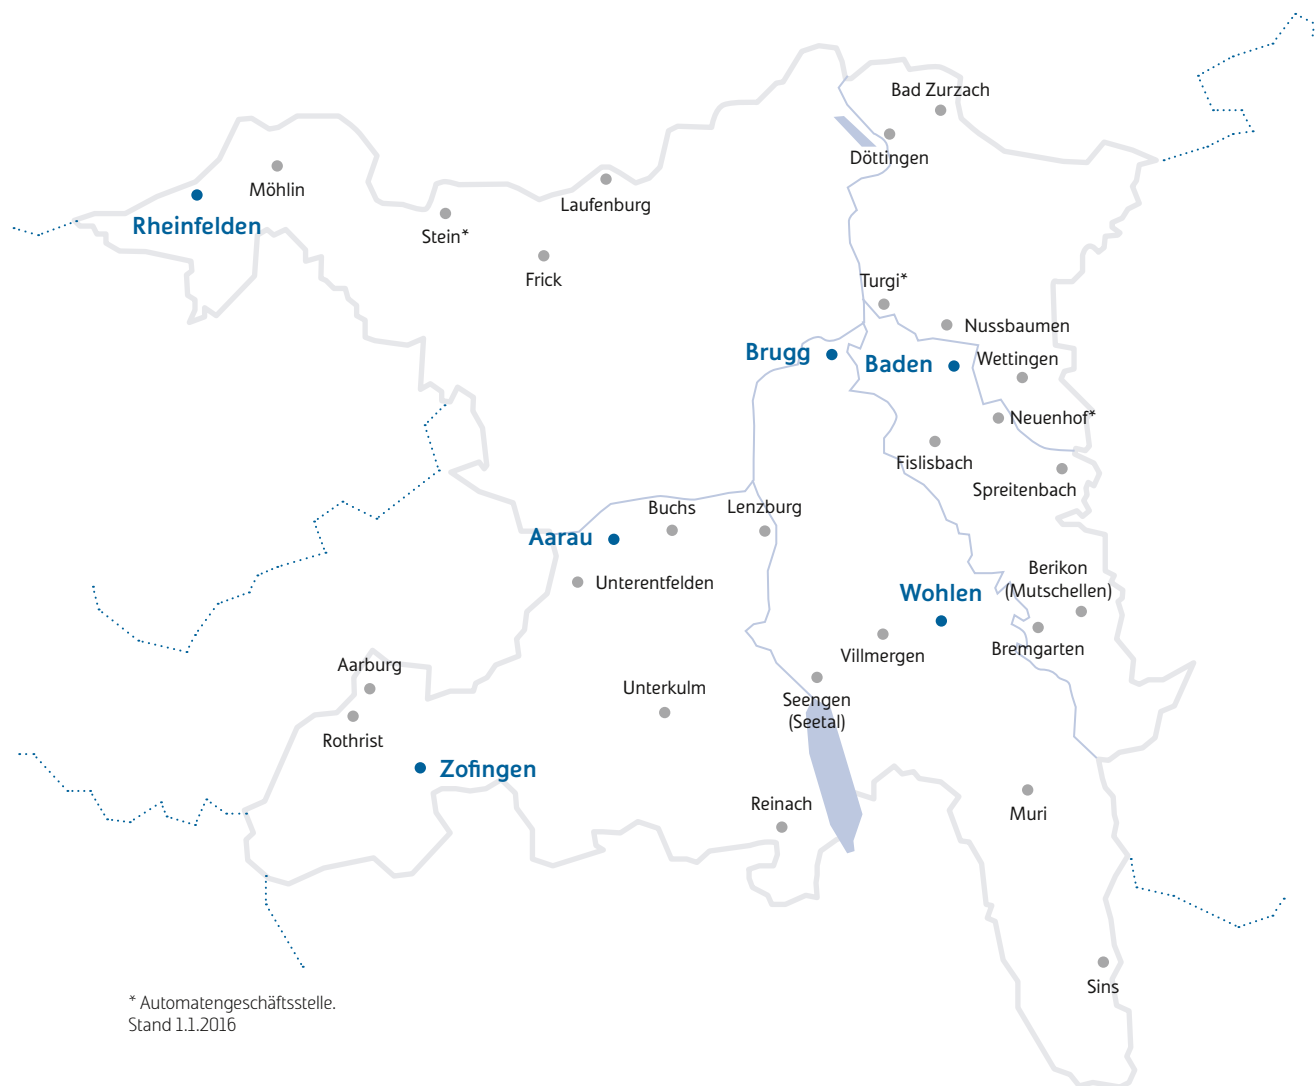 Bad Zurzach
Döttingen
Möhlin
Rheinfelden
Laufenburg
Stein*
Frick
Turgi*
Nussbaumen
Brugg
Baden
Wettingen
Neuenhof*
Fislisbach
Spreitenbach
Buchs
Lenzburg
Aarau
Unterentfelden
Berikon
(Mutschellen)
Wohlen
Bremgarten
Villmergen
Aarburg
Unterkulm
Seengen
(Seetal)
Rothrist
Zofingen
Reinach
Muri
Sins
* Automatengeschäftsstelle.
Stand 1.1.2016